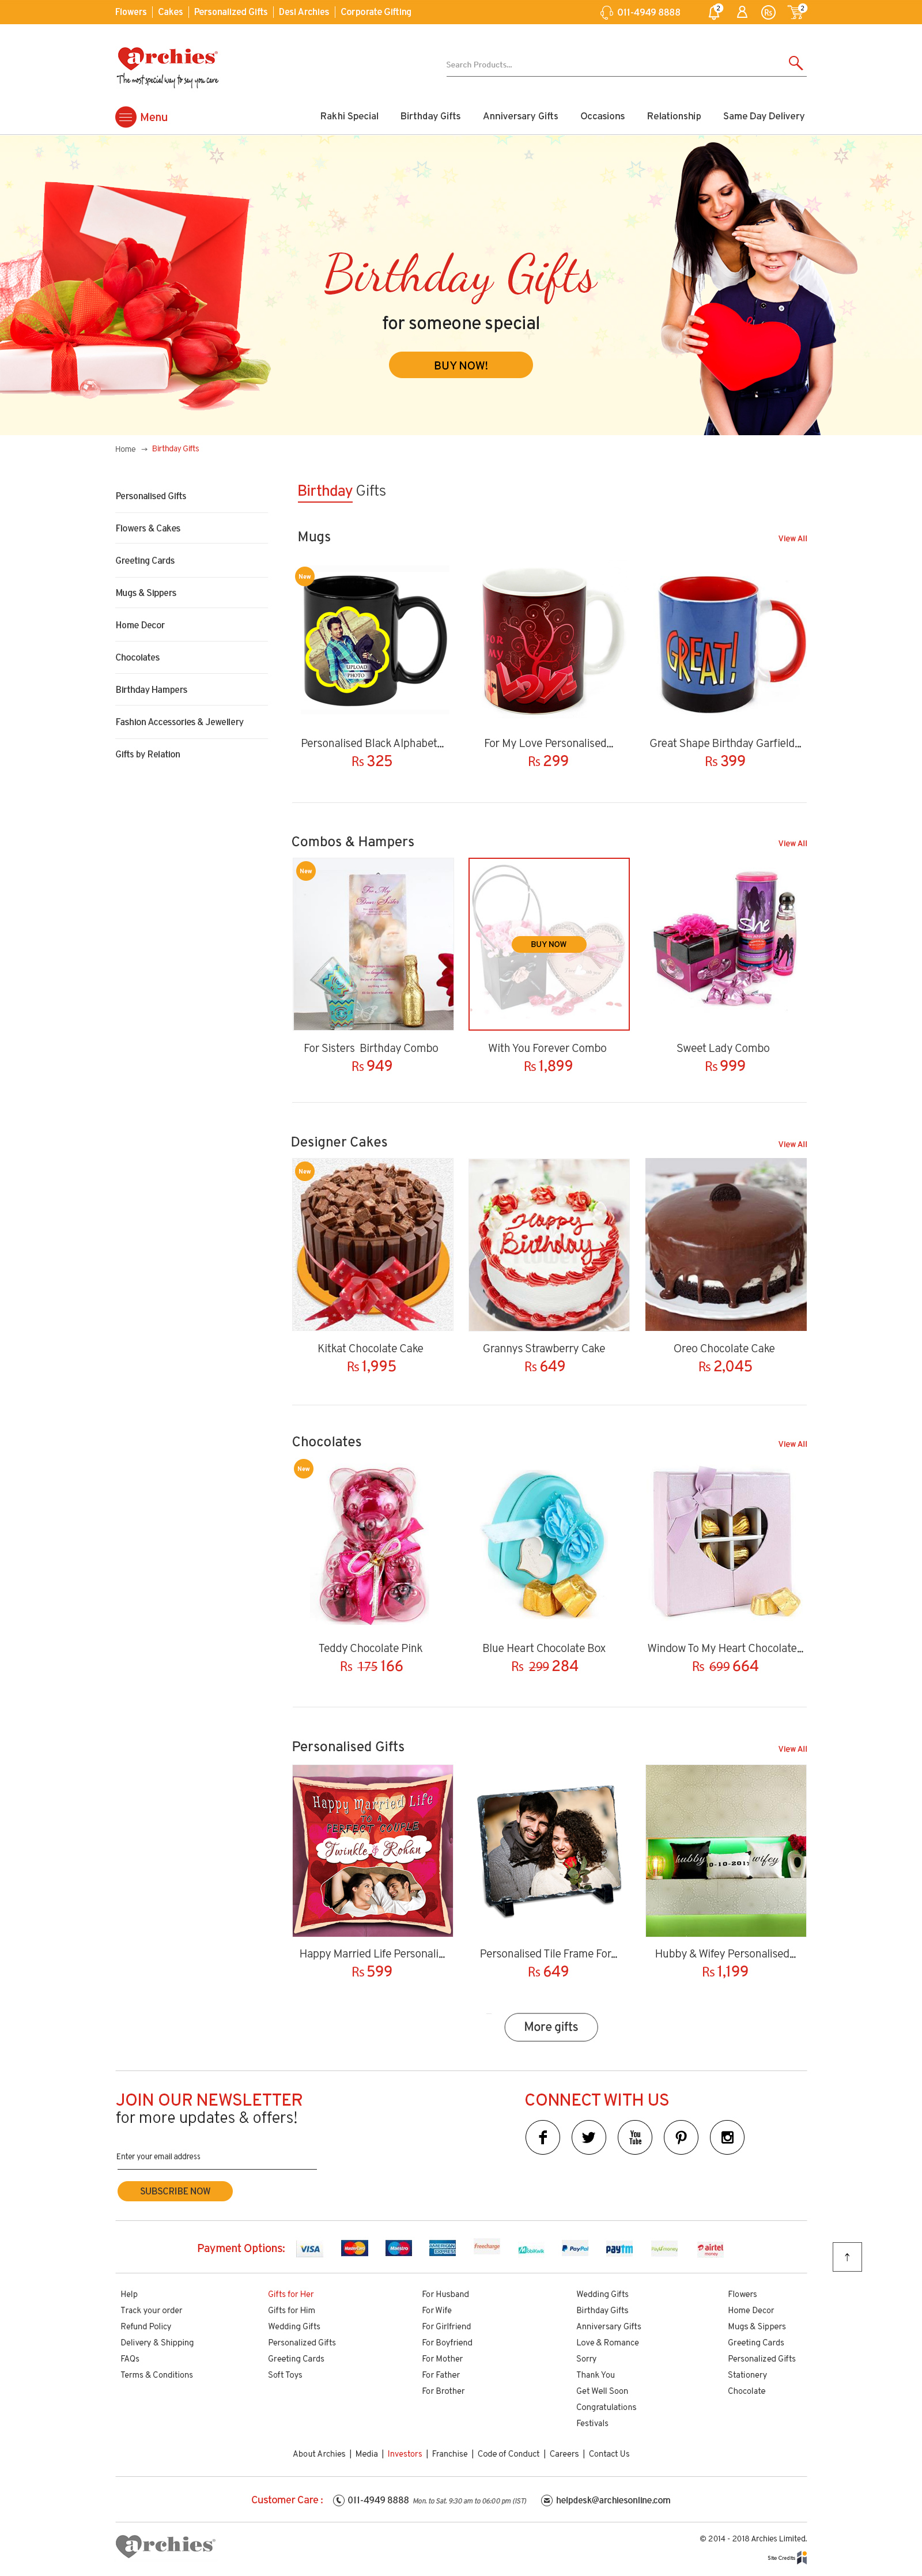 Flowers | Cakes | Personalized Gifts | Desi Archies | Corporate Gifting
011-4949 8888
2
Rs
2
archies
The most special way to say you care
Search Products...
Menu
Rakhi Special
Birthday Gifts
Anniversary Gifts
Occasions
Relationship
Same Day Delivery
Birthday Gifts
for someone special
BUY NOW!
Home → Birthday Gifts
Personalised Gifts
Flowers & Cakes
Greeting Cards
Mugs & Sippers
Home Decor
Chocolates
Birthday Hampers
Fashion Accessories & Jewellery
Gifts by Relation
Birthday Gifts
Mugs
View All
New
UPLOAD
PHOTO
FOR
MY
LOVE
GREAT!
Personalised Black Alphabet...
Rs 325
For My Love Personalised...
Rs 299
Great Shape Birthday Garfield...
Rs 399
Combos & Hampers
View All
New
For My
Dear Sister
BUY NOW
she
For Sisters Birthday Combo
Rs 949
With You Forever Combo
Rs 1,899
Sweet Lady Combo
Rs 999
Designer Cakes
View All
New
Happy
Birthday
Kitkat Chocolate Cake
Rs 1,995
Grannys Strawberry Cake
Rs 649
Oreo Chocolate Cake
Rs 2,045
Chocolates
View All
New
Teddy Chocolate Pink
Rs 175 166
Blue Heart Chocolate Box
Rs 299 284
Window To My Heart Chocolate...
Rs 699 664
Personalised Gifts
View All
Happy Married Life
TO A
PERFECT COUPLE
Twinkle & Rohan
hubby
wifey
Happy Married Life Personali...
Rs 599
Personalised Tile Frame For...
Rs 649
Hubby & Wifey Personalised...
Rs 1,199
More gifts
JOIN OUR NEWSLETTER
for more updates & offers!
Enter your email address
SUBSCRIBE NOW
CONNECT WITH US
You
Tube
Payment Options:
VISA
MasterCard
Maestro
AMERICAN
EXPRESS
Freecharge
MobiKwik
PayPal
paytm
PayUmoney
airtel
money
Help
Track your order
Refund Policy
Delivery & Shipping
FAQs
Terms & Conditions
Gifts for Her
Gifts for Him
Wedding Gifts
Personalized Gifts
Greeting Cards
Soft Toys
For Husband
For Wife
For Girlfriend
For Boyfriend
For Mother
For Father
For Brother
Wedding Gifts
Birthday Gifts
Anniversary Gifts
Love & Romance
Sorry
Thank You
Get Well Soon
Congratulations
Festivals
Flowers
Home Decor
Mugs & Sippers
Greeting Cards
Personalized Gifts
Stationery
Chocolate
About Archies | Media | Investors | Franchise | Code of Conduct | Careers | Contact Us
Customer Care : 011-4949 8888 Mon. to Sat. 9:30 am to 06:00 pm (IST) helpdesk@archiesonline.com
archies
© 2014 - 2018 Archies Limited.
Site Credits